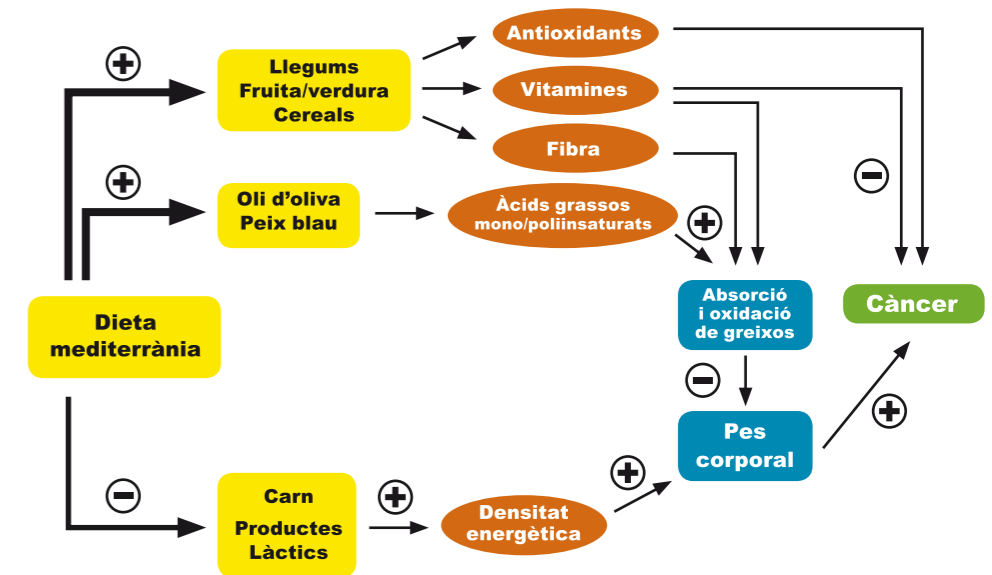 Antioxidants
Llegums
Fruita/verdura
Cereals
Vitamines
Fibra
Oli d'oliva
Peix blau
Àcids grassos
mono/poliinsaturats
Dieta
mediterrània
Absorció
i oxidació
de greixos
Càncer
Pes
corporal
Carn
Productes
Làctics
Densitat
energètica